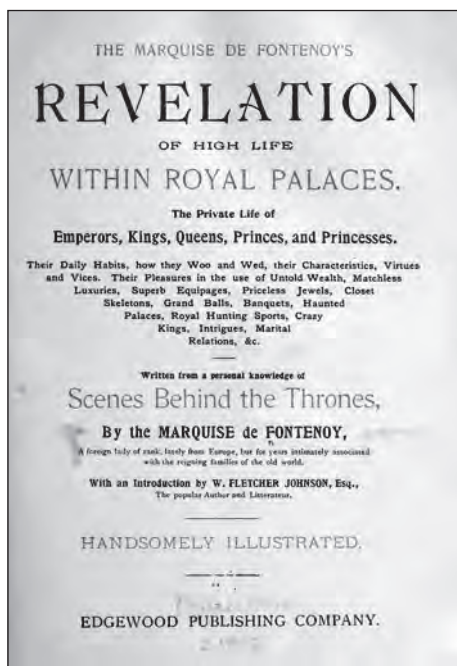 THE MARQUISE DE FONTENOY'S
REVELATION
OF HIGH LIFE
WITHIN ROYAL PALACES.
The Private Life of
Emperors, Kings, Queens, Princes, and Princesses.
Their Daily Habits, how they Woo and Wed, their Characteristics, Virtues
and Vices. Their Pleasures in the use of Untold Wealth, Matchless
Luxuries, Superb Equipages, Priceless Jewels, Closet
Skeletons, Grand Balls, Banquets, Haunted
Palaces, Royal Hunting Sports, Crazy
Kings, Intrigues, Marital
Relations, &c.
Written from a personal knowledge of
Scenes Behind the Thrones,
By the MARQUISE de FONTENOY,
A foreign lady of rank, lately from Europe, but for years intimately associated
with the reigning families of the old world.
With an Introduction by W. FLETCHER JOHNSON, Esq.,
The popular Author and Litterateur.
HANDSOMELY ILLUSTRATED.
EDGEWOOD PUBLISHING COMPANY.